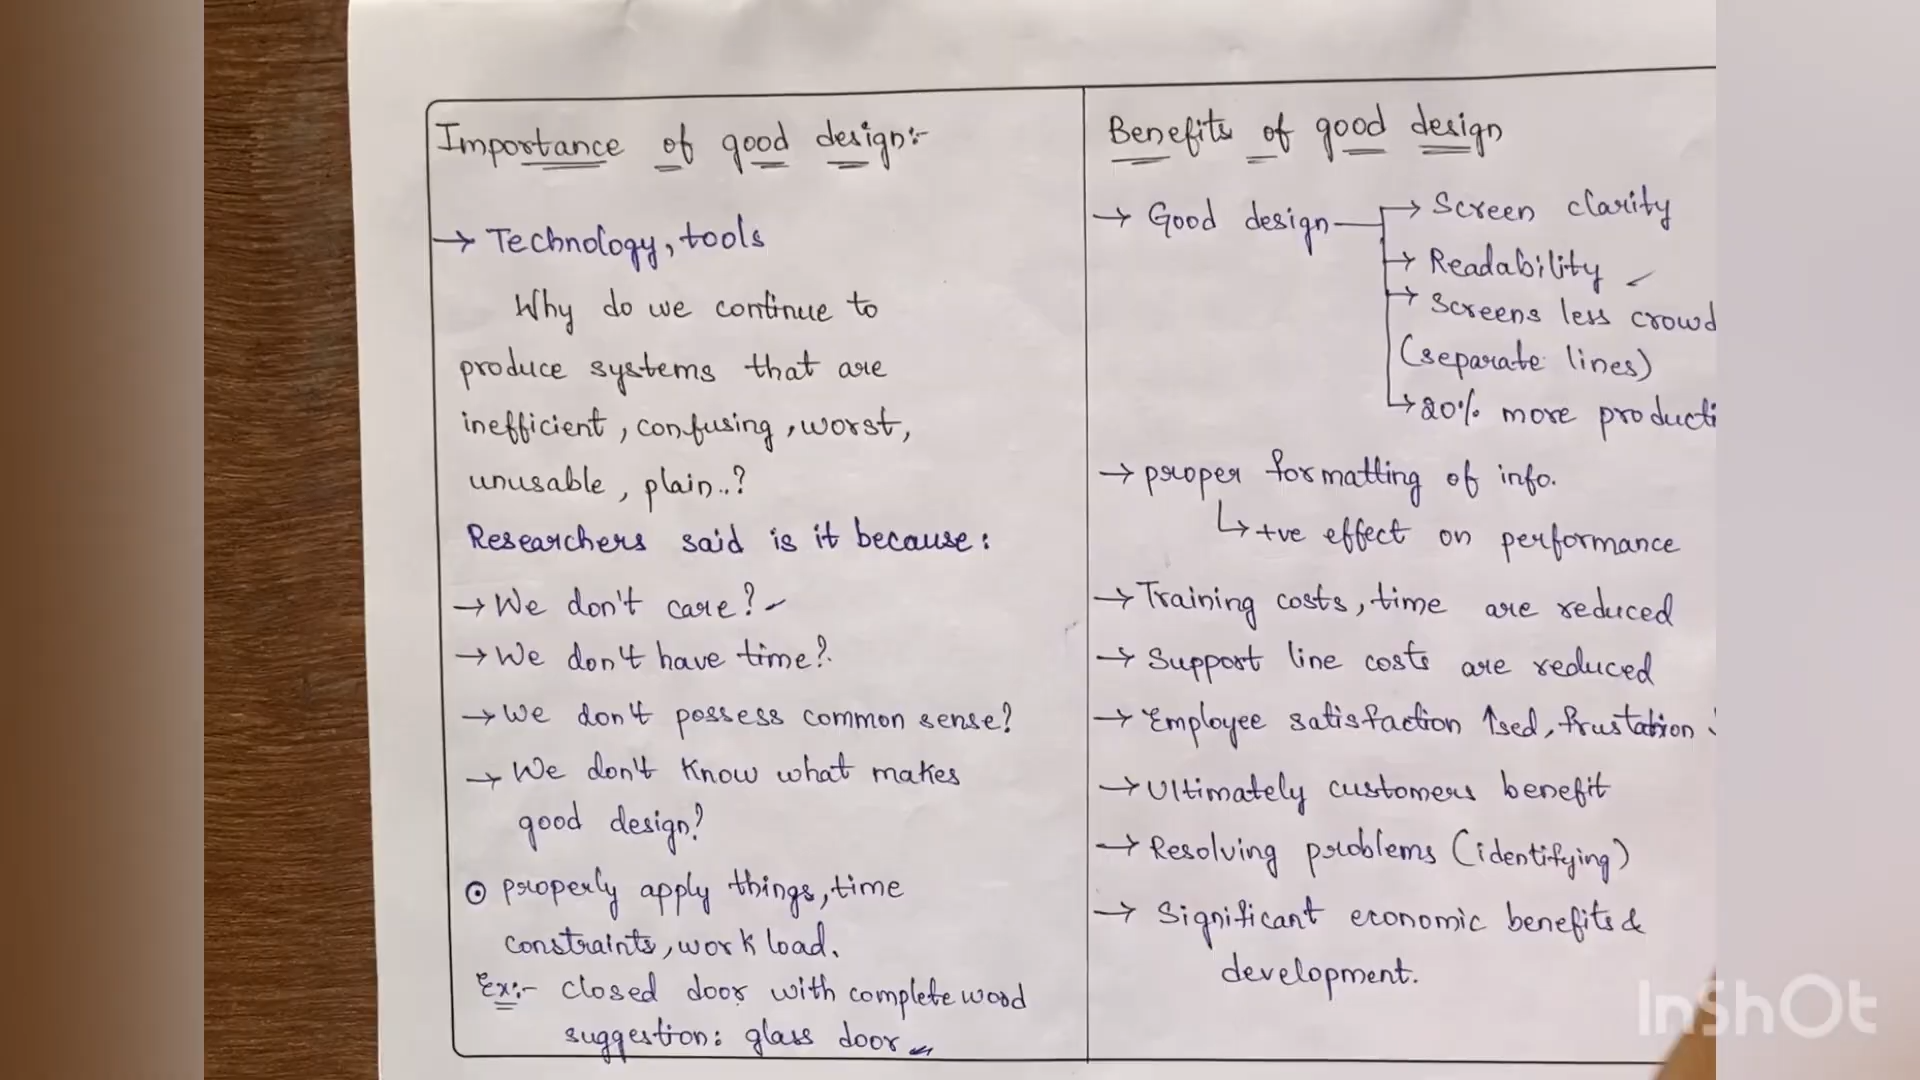 Importance of good design:-
→ Technology, tools
Why do we continue to
produce systems that are
inefficient, confusing, worst,
unusable, plain..?
Researchers said is it because:
→ We don't care?
→ We don't have time?
→ We don't possess common sense?
→ We don't know what makes
good design?
⊙ properly apply things, time
constraints, work load.
Ex:- closed door with complete wood
suggestion: glass door
Benefits of good design
→ Good design → Screen clarity
→ Readability
→ Screens less crowd
(separate lines)
→ 20% more producti
→ proper formatting of info.
↳ +ve effect on performance
→ Training costs, time are reduced
→ Support line costs are reduced
→ Employee satisfaction ↑sed, frustation
→ Ultimately customers benefit
→ Resolving problems (identifying)
→ Significant economic benefits &
development.
InShOt